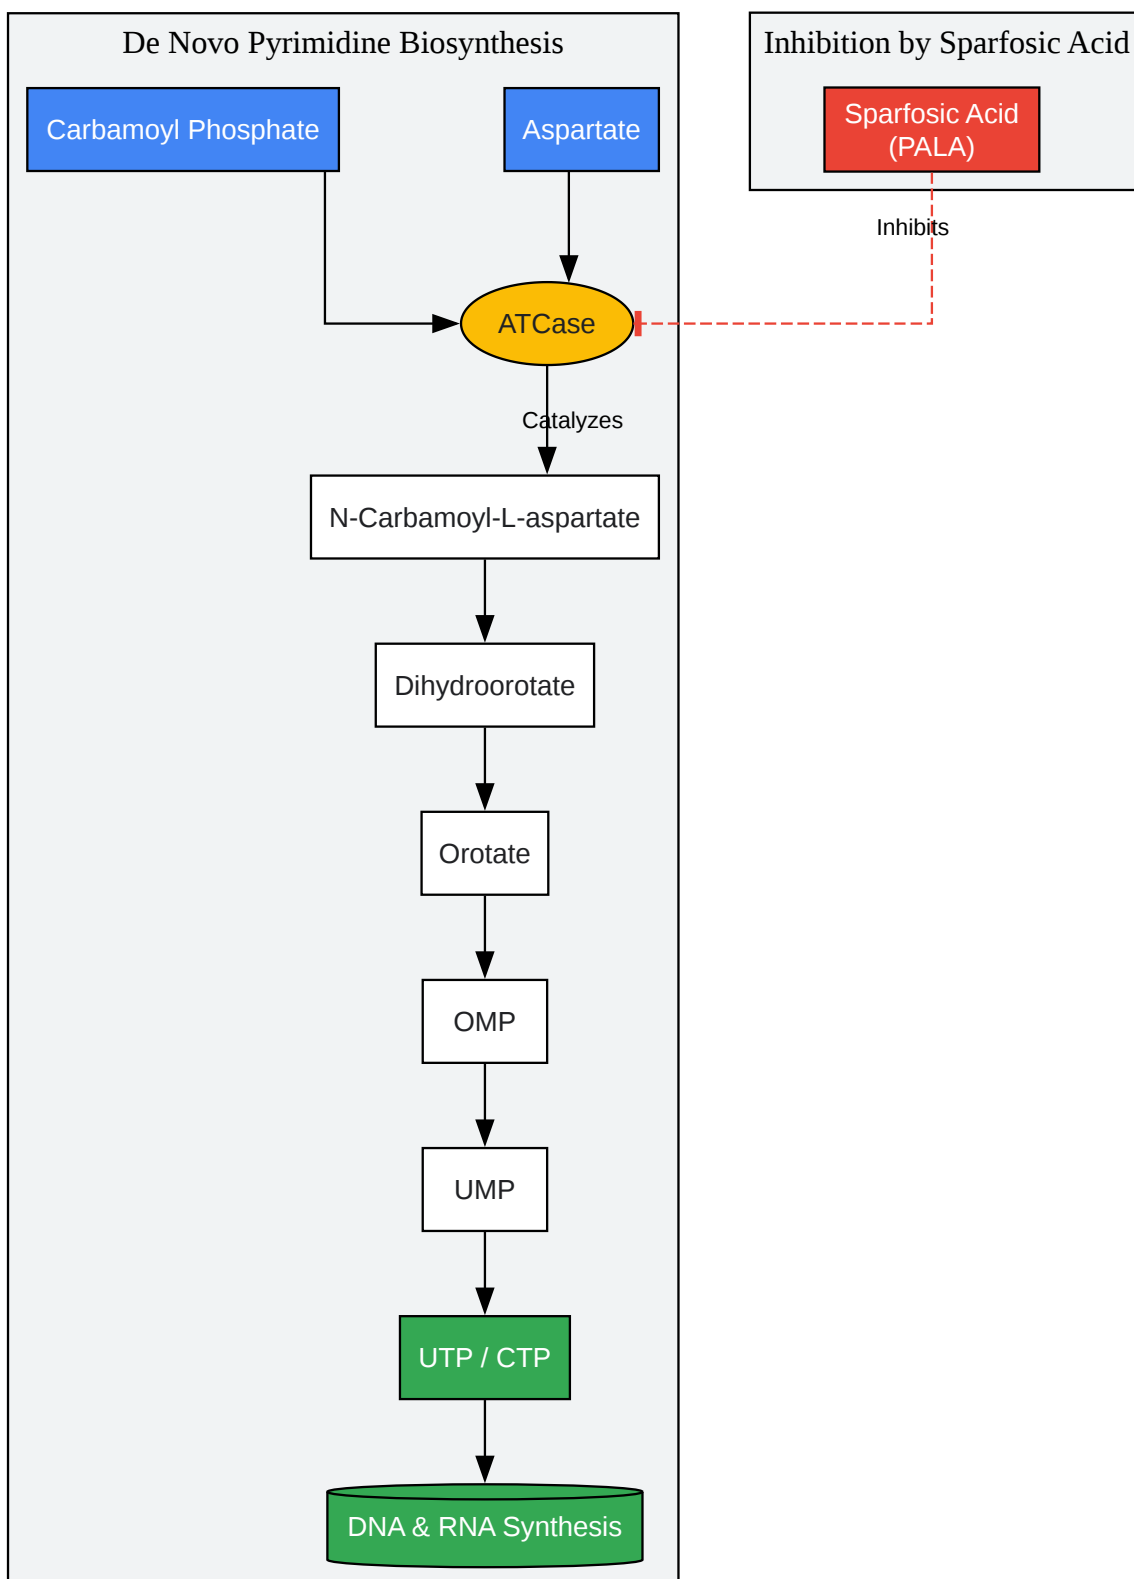 De Novo Pyrimidine Biosynthesis
Inhibition by Sparfosic Acid
Carbamoyl Phosphate
Aspartate
Sparfosic Acid
(PALA)
Inhibits
ATCase
Catalyzes
N-Carbamoyl-L-aspartate
Dihydroorotate
Orotate
OMP
UMP
UTP / CTP
DNA & RNA Synthesis